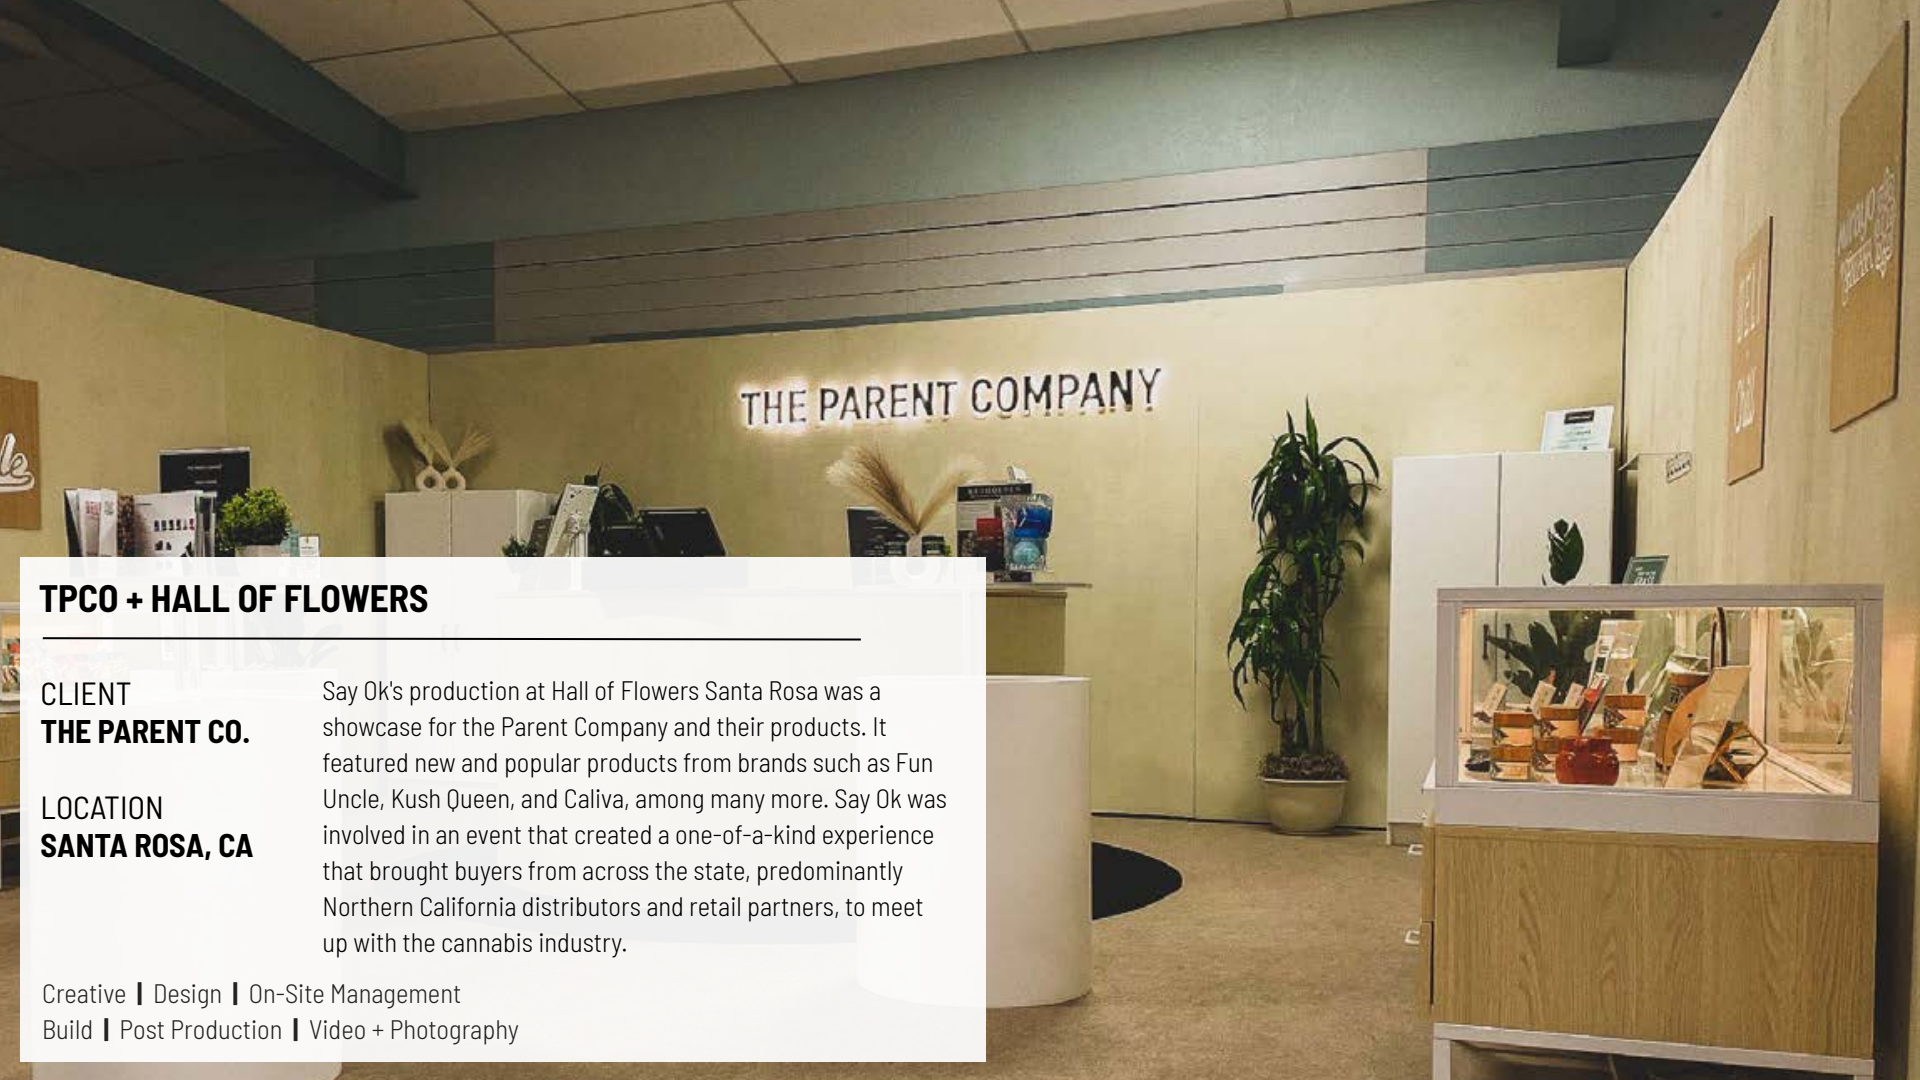 THE PARENT COMPANY
TPCO + HALL OF FLOWERS
CLIENT
THE PARENT CO.
LOCATION
SANTA ROSA, CA
Say Ok's production at Hall of Flowers Santa Rosa was a
showcase for the Parent Company and their products. It
featured new and popular products from brands such as Fun
Uncle, Kush Queen, and Caliva, among many more. Say Ok was
involved in an event that created a one-of-a-kind experience
that brought buyers from across the state, predominantly
Northern California distributors and retail partners, to meet
up with the cannabis industry.
Creative | Design | On-Site Management
Build | Post Production | Video + Photography